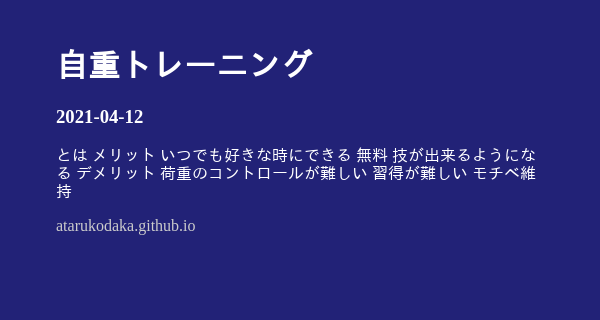 自重トレーニング
2021-04-12
とは メリット いつでも好きな時にできる 無料 技が出来るようにな
る デメリット 荷重のコントロールが難しい 習得が難しい モチベ維
持
atarukodaka.github.io